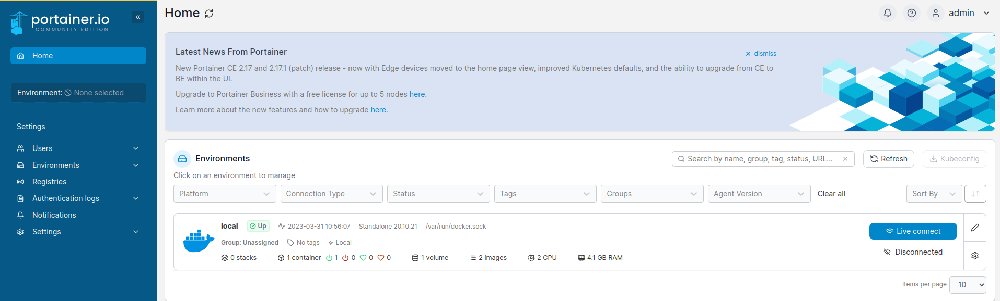 portainer.io
COMMUNITY EDITION
Home
Environment: None selected
Settings
Users
Environments
Registries
Authentication logs
Notifications
Settings
Home
admin
Latest News From Portainer
dismiss
New Portainer CE 2.17 and 2.17.1 (patch) release - now with Edge devices moved to the home page view, improved Kubernetes defaults, and the ability to upgrade from CE to
BE within the UI.
Upgrade to Portainer Business with a free license for up to 5 nodes here.
Learn more about the new features and how to upgrade here.
Environments
Search by name, group, tag, status, URL...
Refresh
Kubeconfig
Click on an environment to manage
Platform
Connection Type
Status
Tags
Groups
Agent Version
Clear all
Sort By
local Up 2023-03-31 10:56:07 Standalone 20.10.21 /var/run/docker.sock
Group: Unassigned No tags Local
0 stacks 1 container 1 0 0 0 1 volume 2 images 2 CPU 4.1 GB RAM
Live connect
Disconnected
Items per page 10